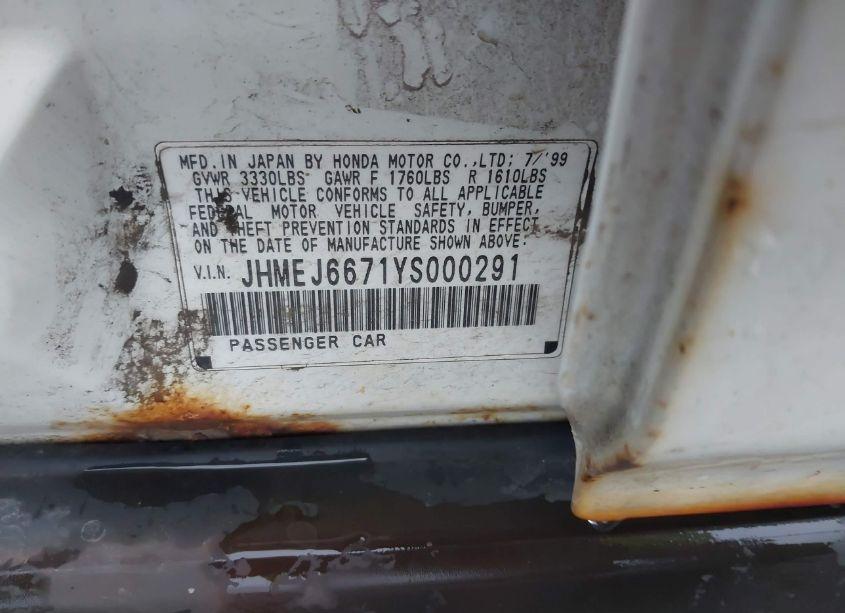 MFD. IN JAPAN BY HONDA MOTOR CO.,LTD; 7/'99
GVWR 3330LBS GAWR F 1760LBS R 1610LBS
THIS VEHICLE CONFORMS TO ALL APPLICABLE
FEDERAL MOTOR VEHICLE SAFETY, BUMPER,
AND THEFT PREVENTION STANDARDS IN EFFECT
ON THE DATE OF MANUFACTURE SHOWN ABOVE:
V.I.N. JHMEJ6671YS000291
PASSENGER CAR